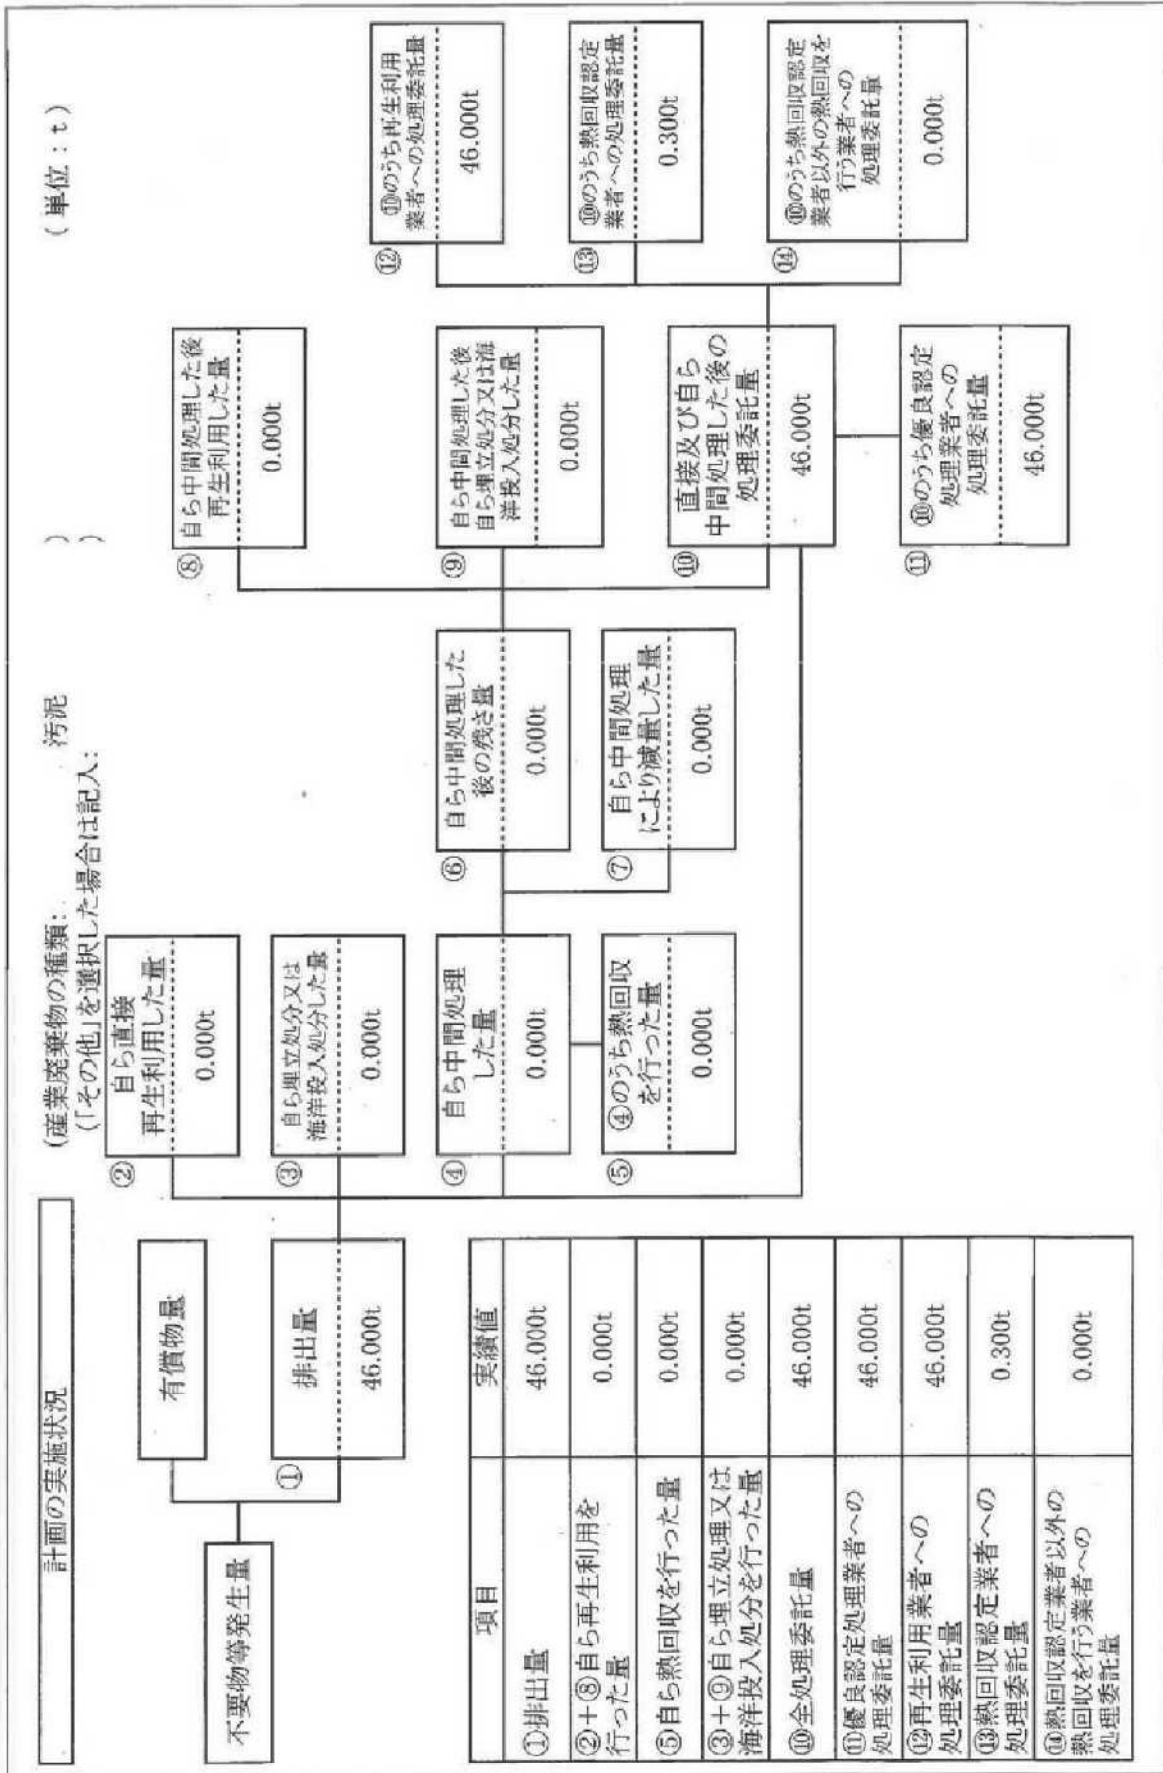 計画の実施状況
(産業廃棄物の種類: 汚泥 )
(「その他」を選択した場合は記入: )
(単位:t)
不要物等発生量
有償物量
①
排出量
46.000t
②
自ら直接
再生利用した量
0.000t
③
自ら埋立処分又は
海洋投入処分した量
0.000t
④
自ら中間処理
した量
0.000t
⑤
④のうち熱回収
を行った量
0.000t
⑥
自ら中間処理した
後の残さ量
0.000t
⑦
自ら中間処理
により減量した量
0.000t
⑧
自ら中間処理した後
再生利用した量
0.000t
⑨
自ら中間処理した後
自ら埋立処分又は海
洋投入処分した量
0.000t
⑩
直接及び自ら
中間処理した後の
処理委託量
46.000t
⑪
⑩のうち優良認定
処理業者への
処理委託量
46.000t
⑫
⑪のうち再生利用
業者への処理委託量
46.000t
⑬
⑩のうち熱回収認定
業者への処理委託量
0.300t
⑭
⑩のうち熱回収認定
業者以外の熱回収を
行う業者への
処理委託量
0.000t
項目 実績値
①排出量 46.000t
②+⑧自ら再生利用を
行った量 0.000t
⑤自ら熱回収を行った量 0.000t
③+⑨自ら埋立処理又は
海洋投入処分を行った量 0.000t
⑩全処理委託量 46.000t
⑪優良認定処理業者への
処理委託量 46.000t
⑫再生利用業者への
処理委託量 46.000t
⑬熱回収認定業者への
処理委託量 0.300t
⑭熱回収認定業者以外の
熱回収を行う業者への
処理委託量 0.000t